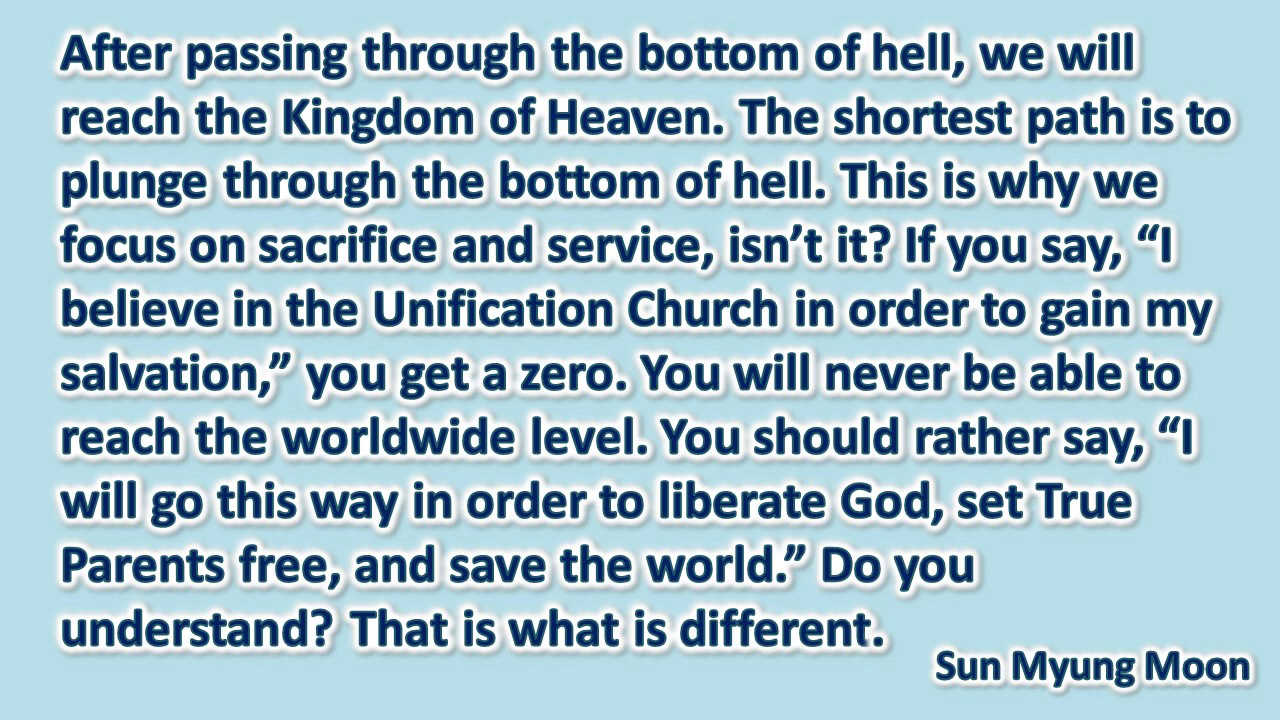 After passing through the bottom of hell, we will
reach the Kingdom of Heaven. The shortest path is to
plunge through the bottom of hell. This is why we
focus on sacrifice and service, isn’t it? If you say, “I
believe in the Unification Church in order to gain my
salvation,” you get a zero. You will never be able to
reach the worldwide level. You should rather say, “I
will go this way in order to liberate God, set True
Parents free, and save the world.” Do you
understand? That is what is different.
Sun Myung Moon